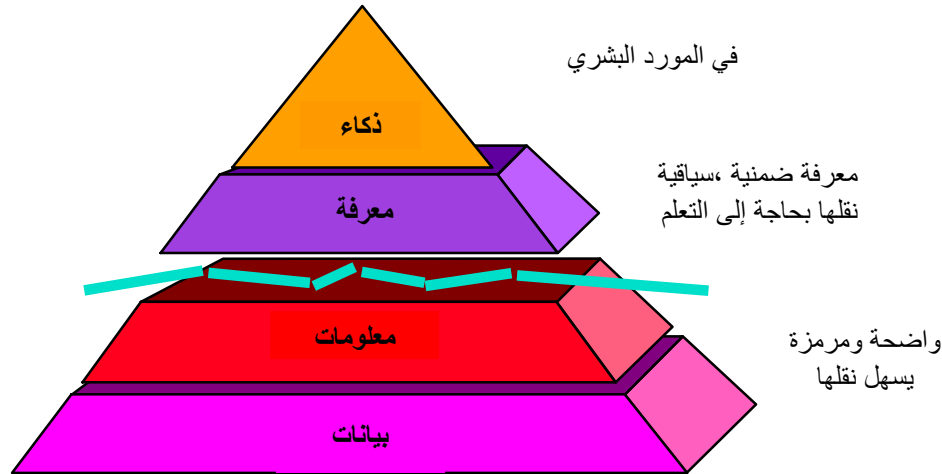 في المورد البشري
ذكاء
معرفة ضمنية ،سياقية
نقلها بحاجة إلى التعلم
معرفة
معلومات
واضحة ومرمزة
يسهل نقلها
بيانات